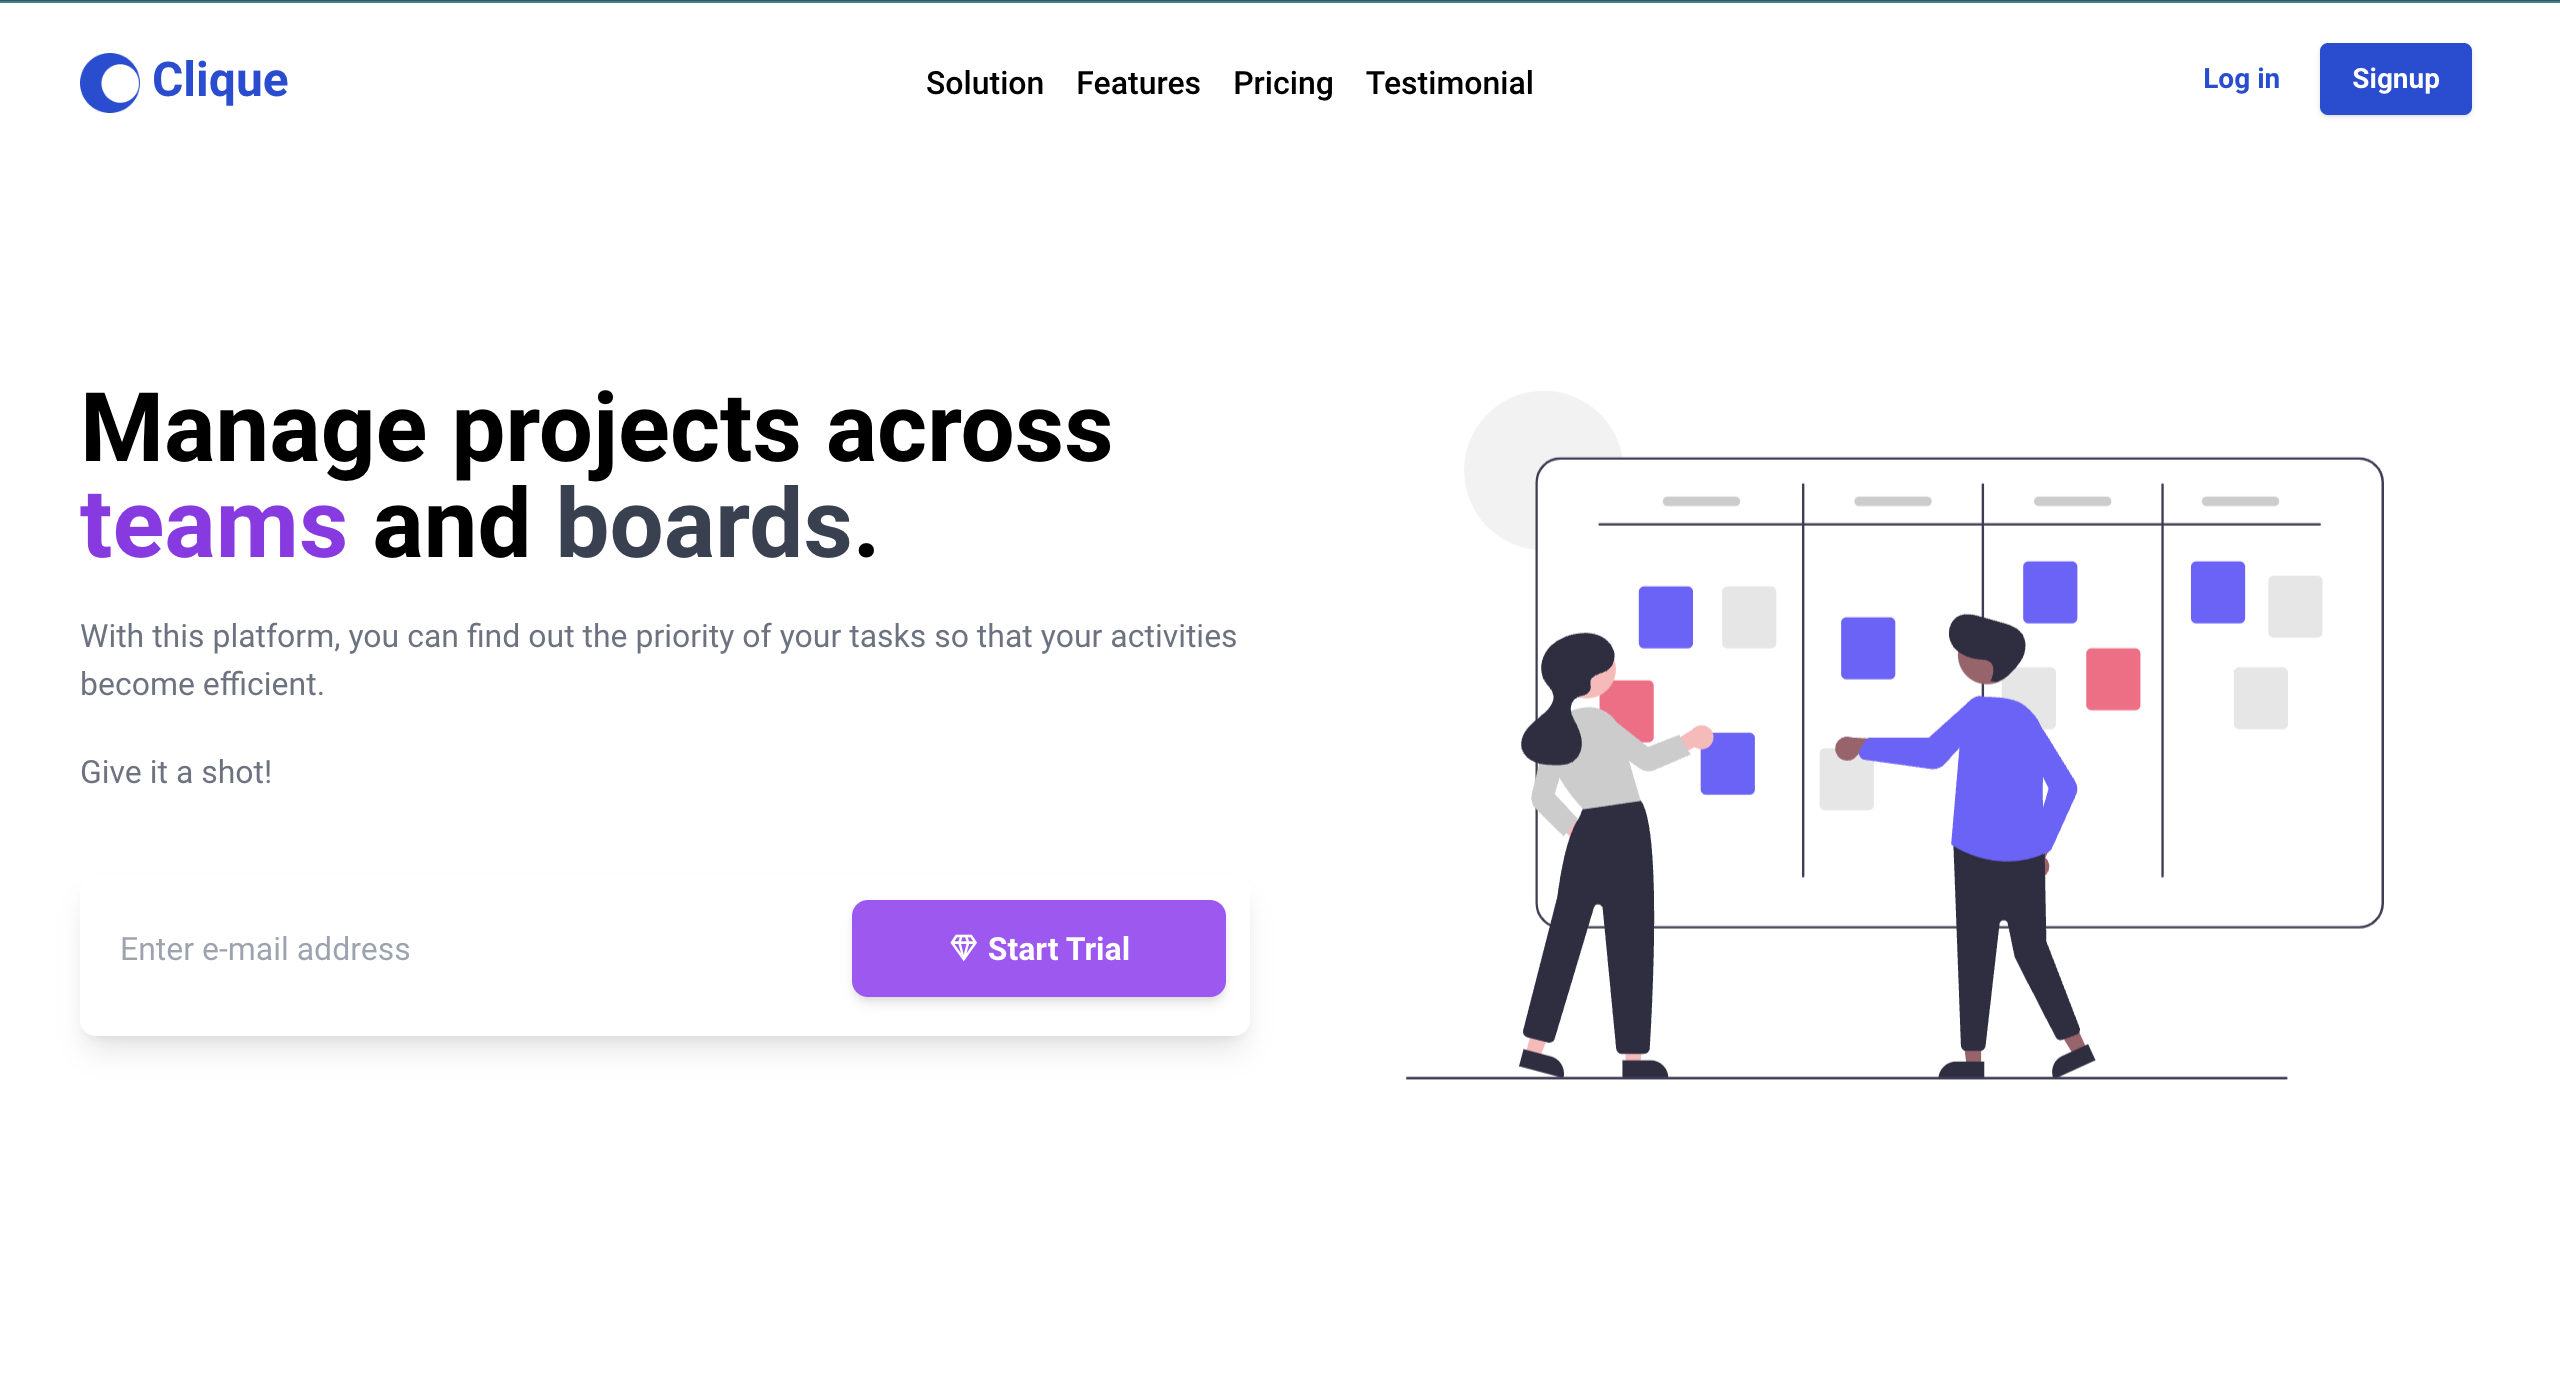 Clique
Solution Features Pricing Testimonial
Log in
Signup
Manage projects across
teams and boards.
With this platform, you can find out the priority of your tasks so that your activities
become efficient.
Give it a shot!
Enter e-mail address
Start Trial